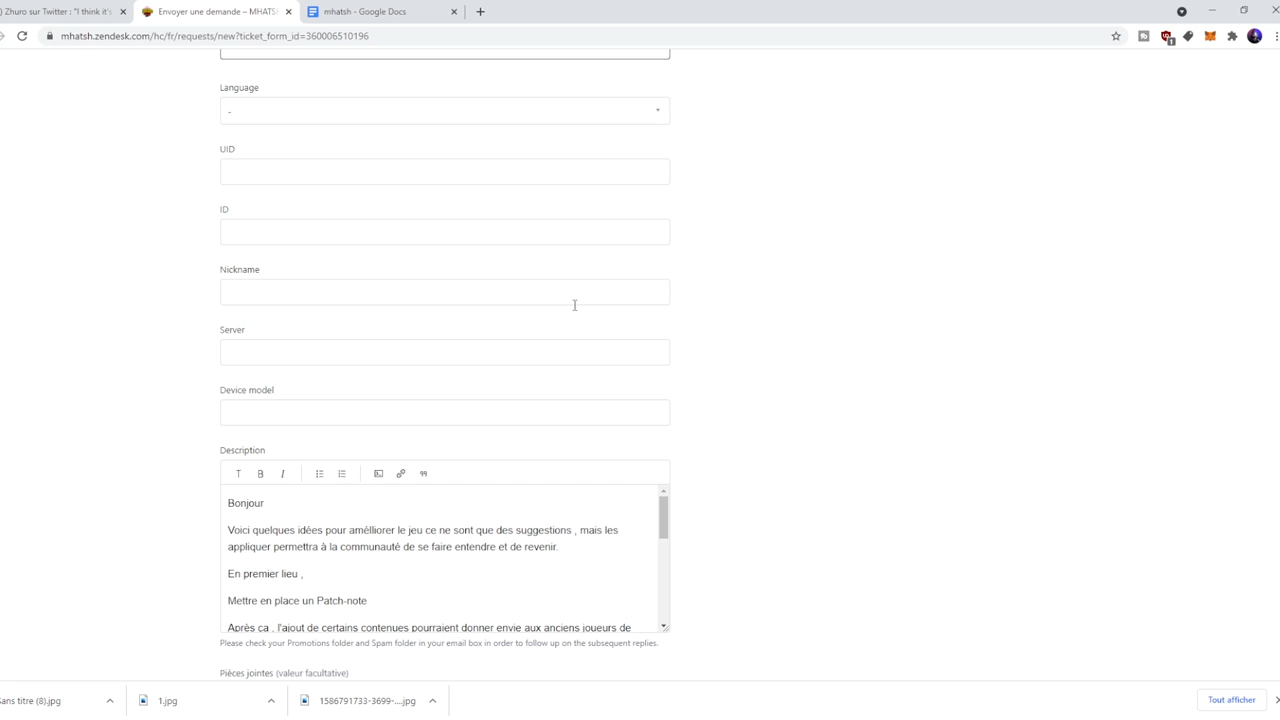 ) Zhuro sur Twitter : "I think it's
Envoyer une demande – MHATSH
mhatsh - Google Docs
mhatsh.zendesk.com/hc/fr/requests/new?ticket_form_id=360006510196
1
Language
-
UID
ID
Nickname
Server
Device model
Description
T B I
Bonjour
Voici quelques idées pour amélliorer le jeu ce ne sont que des suggestions , mais les
appliquer permettra à la communauté de se faire entendre et de revenir.
En premier lieu ,
Mettre en place un Patch-note
Après ça , l'ajout de certains contenues pourraient donner envie aux anciens joueurs de
Please check your Promotions folder and Spam folder in your email box in order to follow up on the subsequent replies.
Pièces jointes (valeur facultative)
Sans titre (8).jpg
1.jpg
1586791733-3699-....jpg
Tout afficher